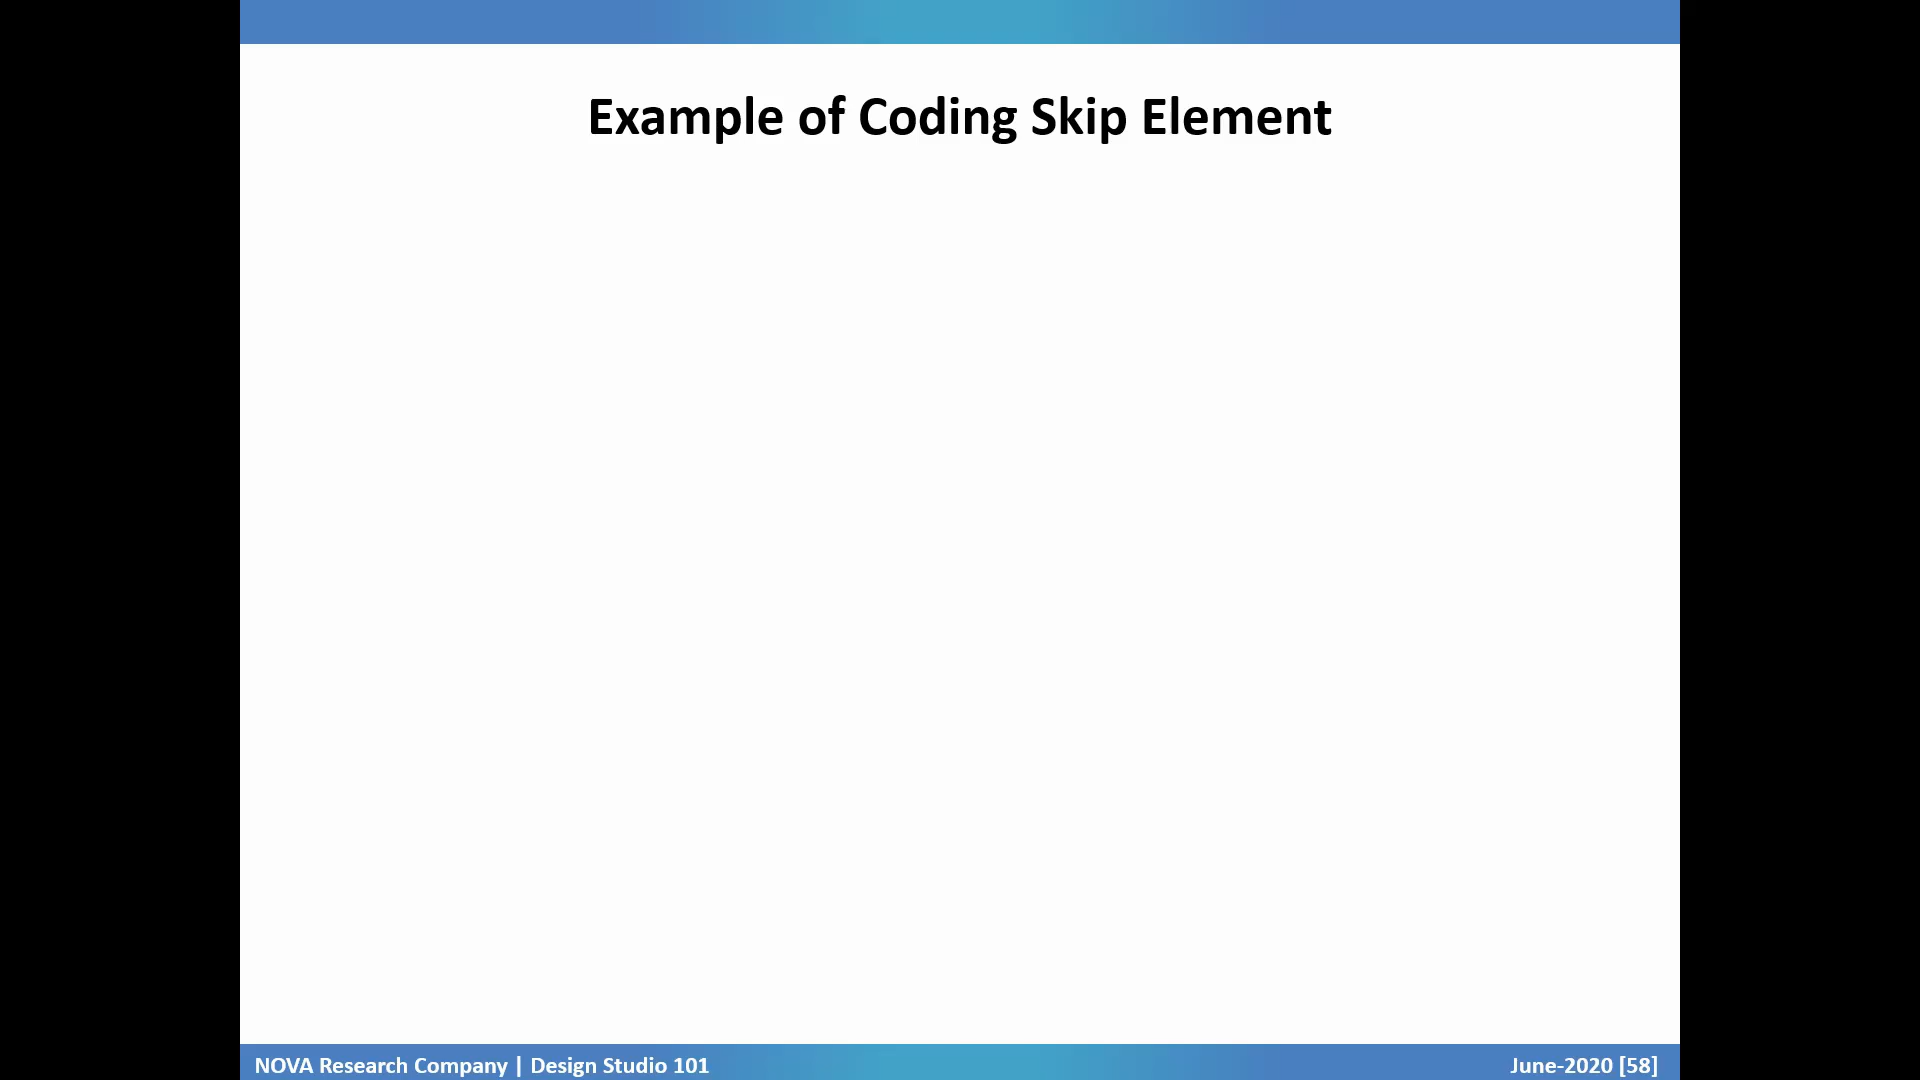 Example of Coding Skip Element
NOVA Research Company | Design Studio 101
June-2020 [58]